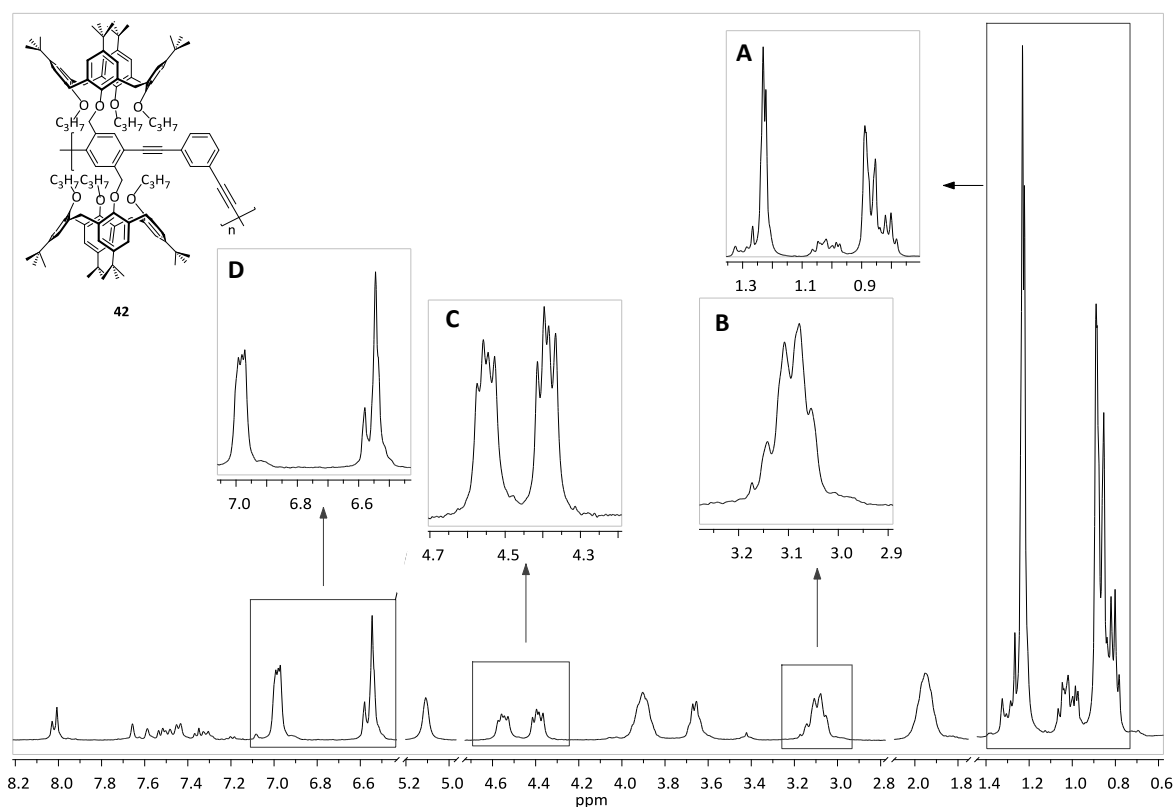 O O O O
C₃H₇ C₃H₇ C₃H₇
C₃H₇ C₃H₇ C₃H₇
O O O O
n
42
A
1.3 1.1 0.9
B
3.2 3.1 3.0 2.9
C
4.7 4.5 4.3
D
7.0 6.8 6.6
8.2 8.0 7.8 7.6 7.4 7.2 7.0 6.8 6.6 5.2 5.0 4.6 4.4 4.2 4.0 3.8 3.6 3.4 3.2 3.0 2.8 2.0 1.8 1.4 1.2 1.0 0.8 0.6
ppm